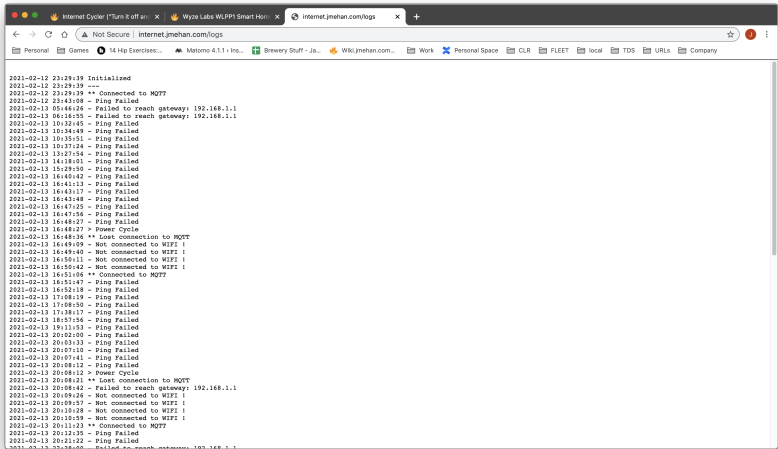 Internet Cycler ("Turn it off and
Wyze Labs WLPP1 Smart Hom
internet.jmehan.com/logs
Not Secure | internet.jmehan.com/logs
J
Personal
Games
14 Hip Exercises:...
Matomo 4.1.1 › Ins...
Brewery Stuff - Ja...
Wiki.jmehan.com...
Work
Personal Space
CLR
FLEET
local
TDS
URLs
Company
2021-02-12 23:29:39 Initialized
2021-02-12 23:29:39 ---
2021-02-12 23:29:39 ** Connected to MQTT
2021-02-12 23:43:08 - Ping Failed
2021-02-13 05:46:26 - Failed to reach gateway: 192.168.1.1
2021-02-13 06:16:55 - Failed to reach gateway: 192.168.1.1
2021-02-13 10:32:45 - Ping Failed
2021-02-13 10:34:49 - Ping Failed
2021-02-13 10:35:51 - Ping Failed
2021-02-13 10:37:24 - Ping Failed
2021-02-13 13:27:54 - Ping Failed
2021-02-13 14:18:01 - Ping Failed
2021-02-13 15:29:50 - Ping Failed
2021-02-13 16:40:42 - Ping Failed
2021-02-13 16:41:13 - Ping Failed
2021-02-13 16:43:17 - Ping Failed
2021-02-13 16:43:48 - Ping Failed
2021-02-13 16:47:25 - Ping Failed
2021-02-13 16:47:56 - Ping Failed
2021-02-13 16:48:27 - Ping Failed
2021-02-13 16:48:27 > Power Cycle
2021-02-13 16:48:36 ** Lost connection to MQTT
2021-02-13 16:49:09 - Not connected to WIFI !
2021-02-13 16:49:40 - Not connected to WIFI !
2021-02-13 16:50:11 - Not connected to WIFI !
2021-02-13 16:50:42 - Not connected to WIFI !
2021-02-13 16:51:06 ** Connected to MQTT
2021-02-13 16:51:47 - Ping Failed
2021-02-13 16:52:18 - Ping Failed
2021-02-13 17:08:19 - Ping Failed
2021-02-13 17:08:50 - Ping Failed
2021-02-13 17:38:17 - Ping Failed
2021-02-13 18:57:56 - Ping Failed
2021-02-13 19:11:53 - Ping Failed
2021-02-13 20:02:00 - Ping Failed
2021-02-13 20:03:33 - Ping Failed
2021-02-13 20:07:10 - Ping Failed
2021-02-13 20:07:41 - Ping Failed
2021-02-13 20:08:12 - Ping Failed
2021-02-13 20:08:12 > Power Cycle
2021-02-13 20:08:21 ** Lost connection to MQTT
2021-02-13 20:08:42 - Failed to reach gateway: 192.168.1.1
2021-02-13 20:09:26 - Not connected to WIFI !
2021-02-13 20:09:57 - Not connected to WIFI !
2021-02-13 20:10:28 - Not connected to WIFI !
2021-02-13 20:10:59 - Not connected to WIFI !
2021-02-13 20:11:23 ** Connected to MQTT
2021-02-13 20:12:35 - Ping Failed
2021-02-13 20:21:22 - Ping Failed
2021-02-13 22:28:00 - Failed to reach gateway: 192.168.1.1